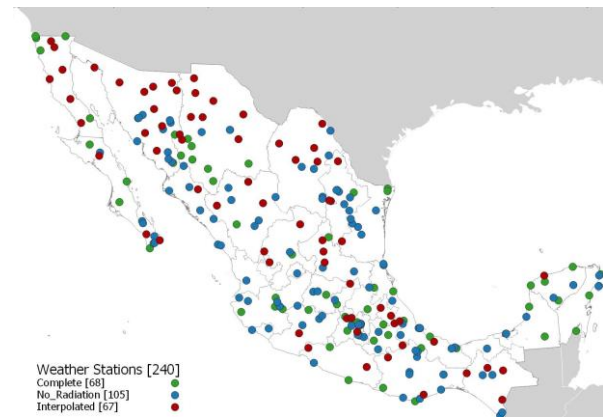 Weather Stations [240]
Complete [68]
No_Radiation [105]
Interpolated [67]